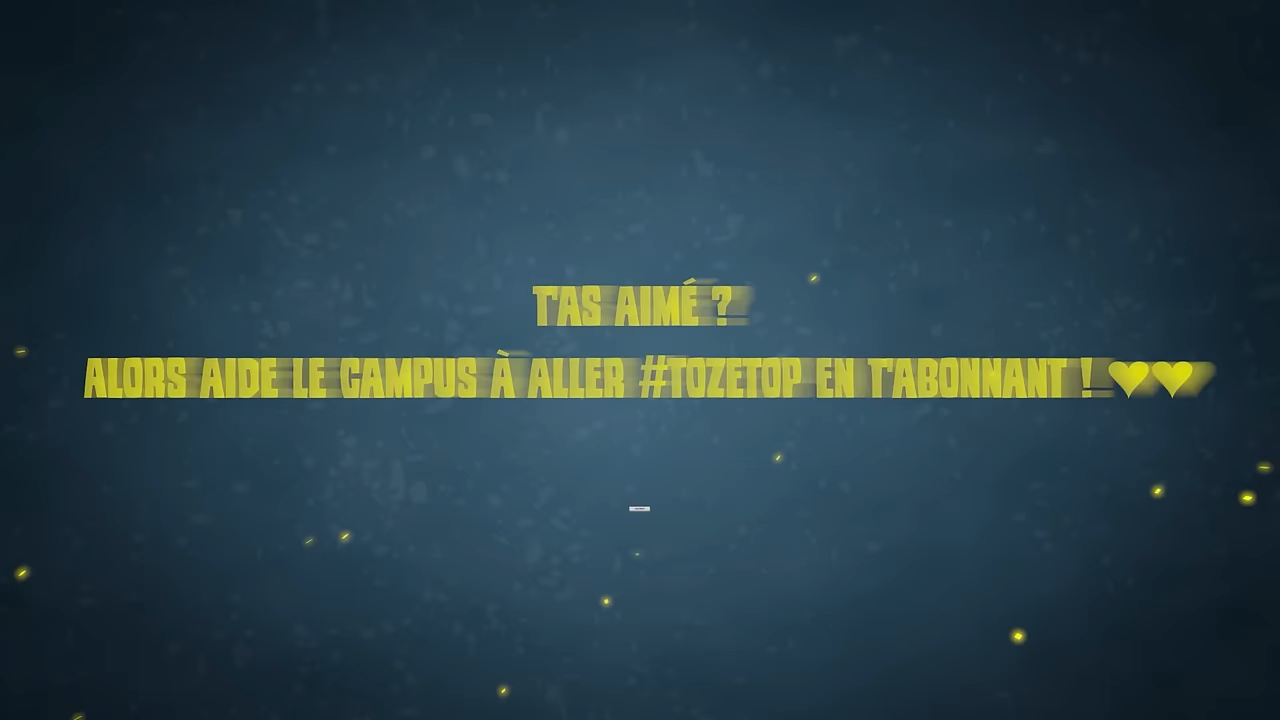 T'AS AIMÉ ?
ALORS AIDE LE CAMPUS À ALLER #TOZETOP EN T'ABONNANT ! ♥♥